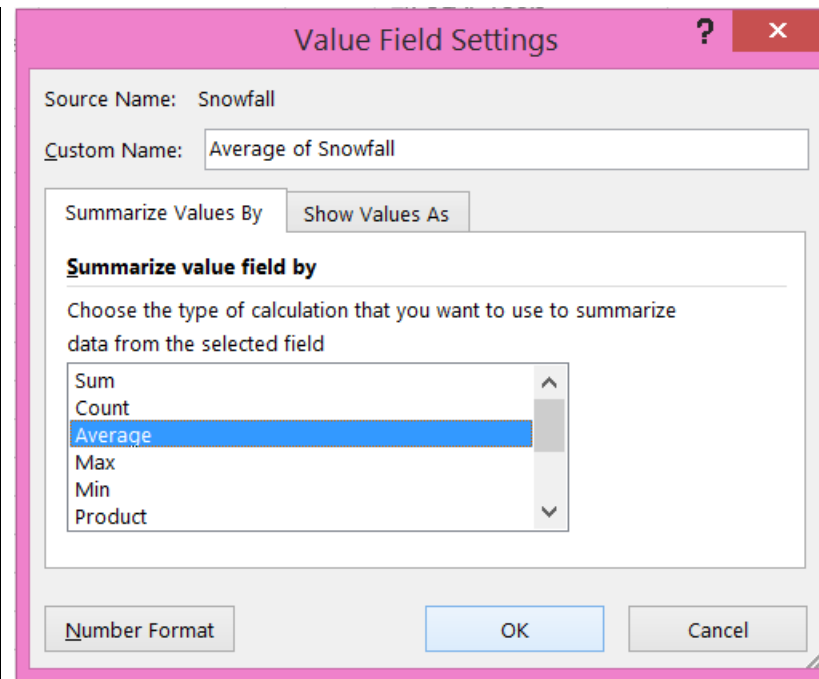 Value Field Settings
?
Source Name: Snowfall
Custom Name: Average of Snowfall
Summarize Values By
Show Values As
Summarize value field by
Choose the type of calculation that you want to use to summarize
data from the selected field
Sum
Count
Average
Max
Min
Product
Number Format
OK
Cancel